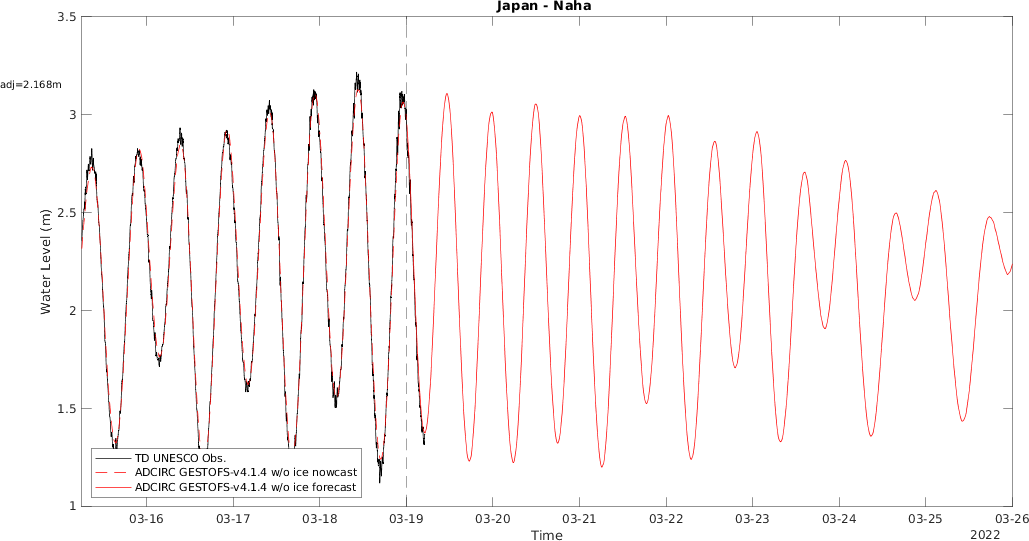 Japan - Naha
adj=2.168m
3.5
3
2.5
2
1.5
1
Water Level (m)
TD UNESCO Obs.
ADCIRC GESTOFS-v4.1.4 w/o ice nowcast
ADCIRC GESTOFS-v4.1.4 w/o ice forecast
03-16 03-17 03-18 03-19 03-20 03-21 03-22 03-23 03-24 03-25 03-26
Time
2022